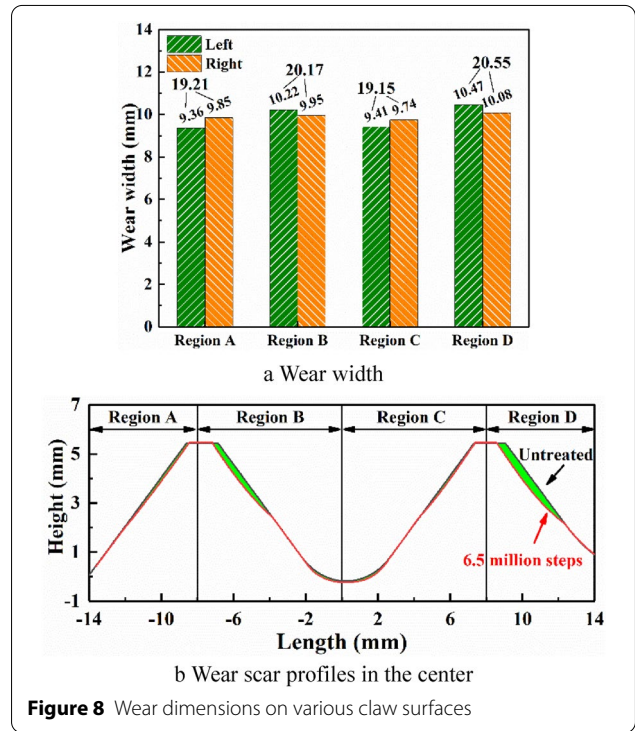 14
12
10
8
6
4
2
0
Wear width (mm)
Left
Right
19.21
9.36 9.85
20.17
10.22 9.95
19.15
9.41 9.74
20.55
10.47 10.08
Region A Region B Region C Region D
a Wear width
7
5
3
1
-1
Height (mm)
Region A Region B Region C Region D
Untreated
6.5 million steps
-14 -10 -6 -2 2 6 10 14
Length (mm)
b Wear scar profiles in the center
Figure 8 Wear dimensions on various claw surfaces